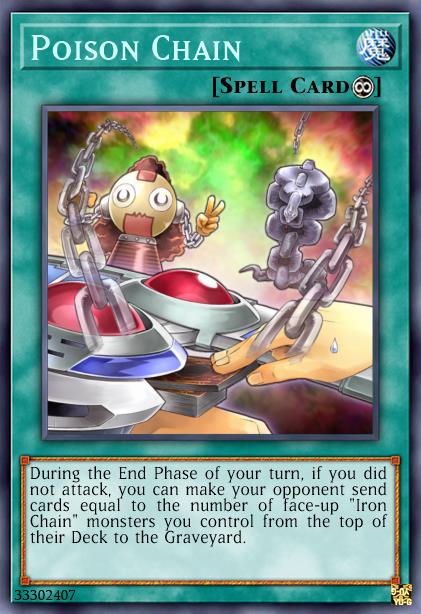 Poison Chain
魔
[Spell Card∞]
During the End Phase of your turn, if you did
not attack, you can make your opponent send
cards equal to the number of face-up "Iron
Chain" monsters you control from the top of
their Deck to the Graveyard.
33302407